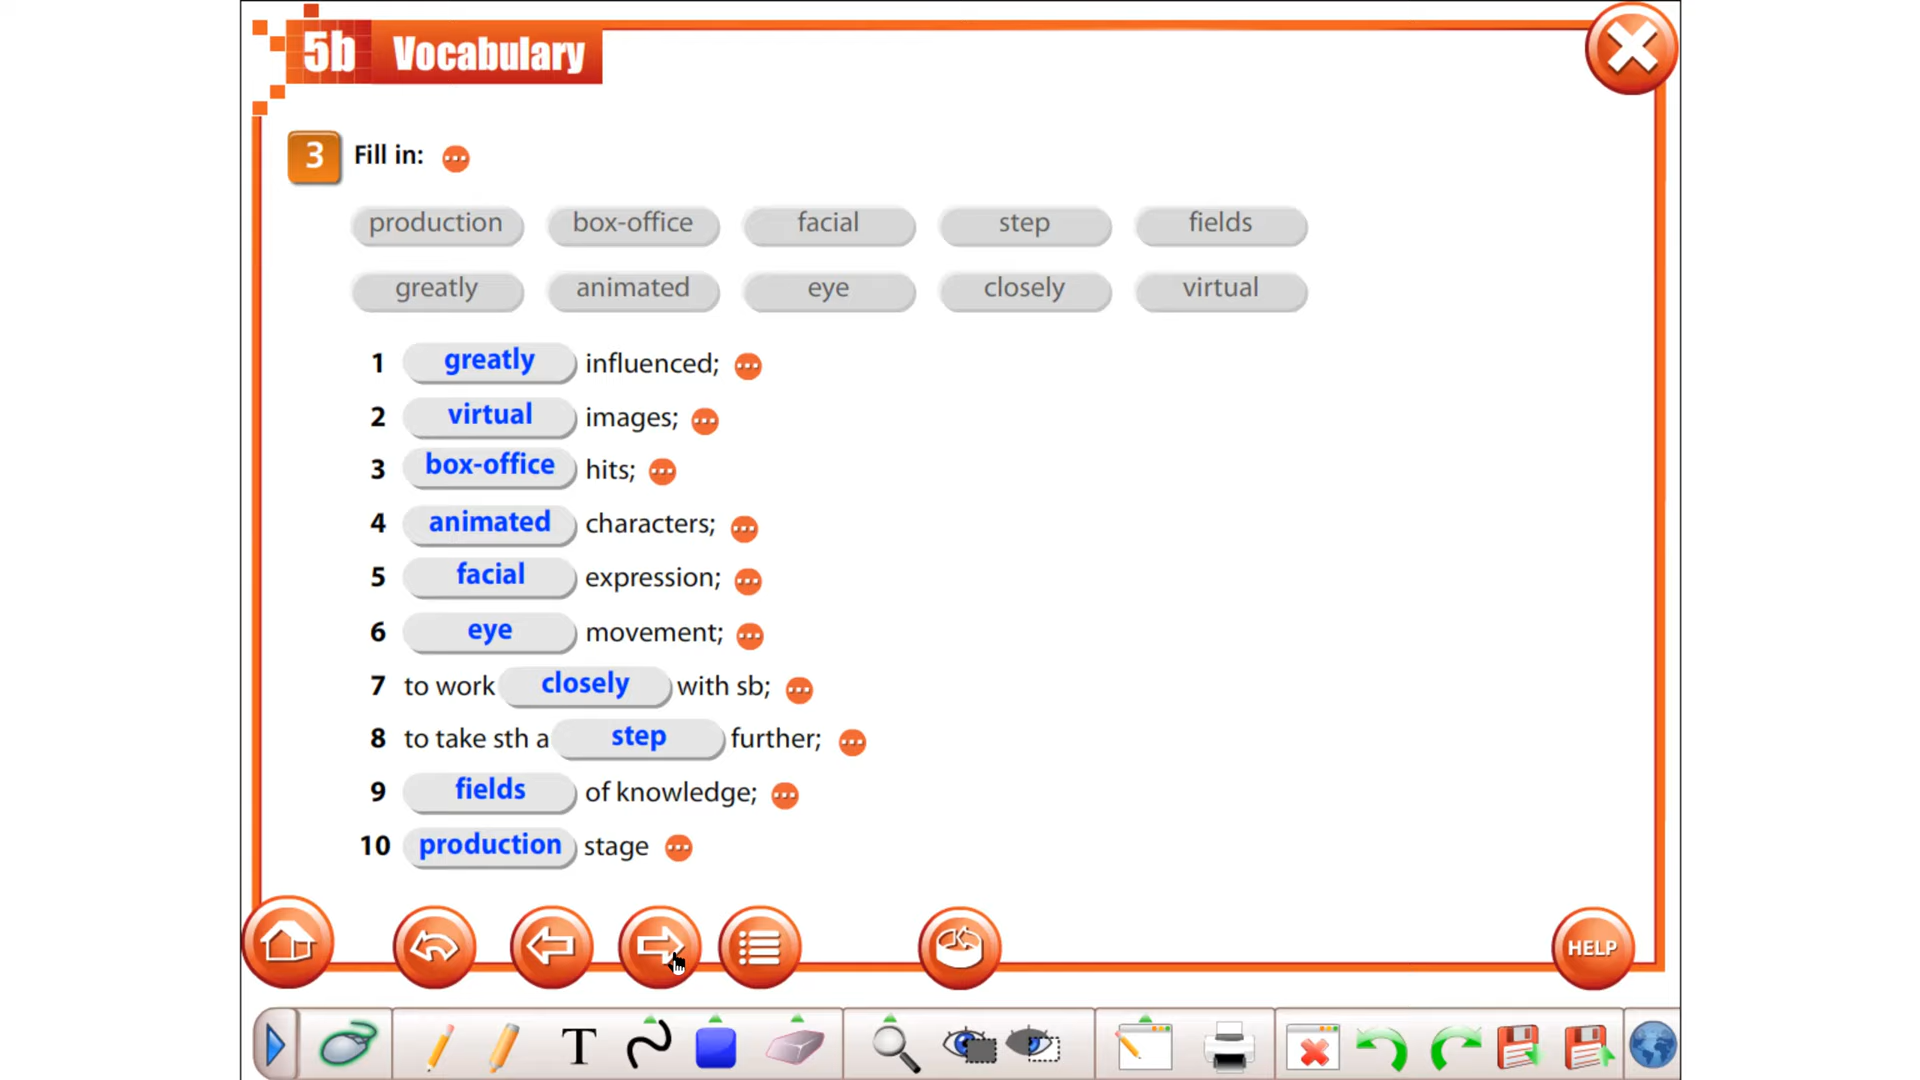 5b Vocabulary
3 Fill in:
production box-office facial step fields
greatly animated eye closely virtual
1 greatly influenced;
2 virtual images;
3 box-office hits;
4 animated characters;
5 facial expression;
6 eye movement;
7 to work closely with sb;
8 to take sth a step further;
9 fields of knowledge;
10 production stage
HELP
T